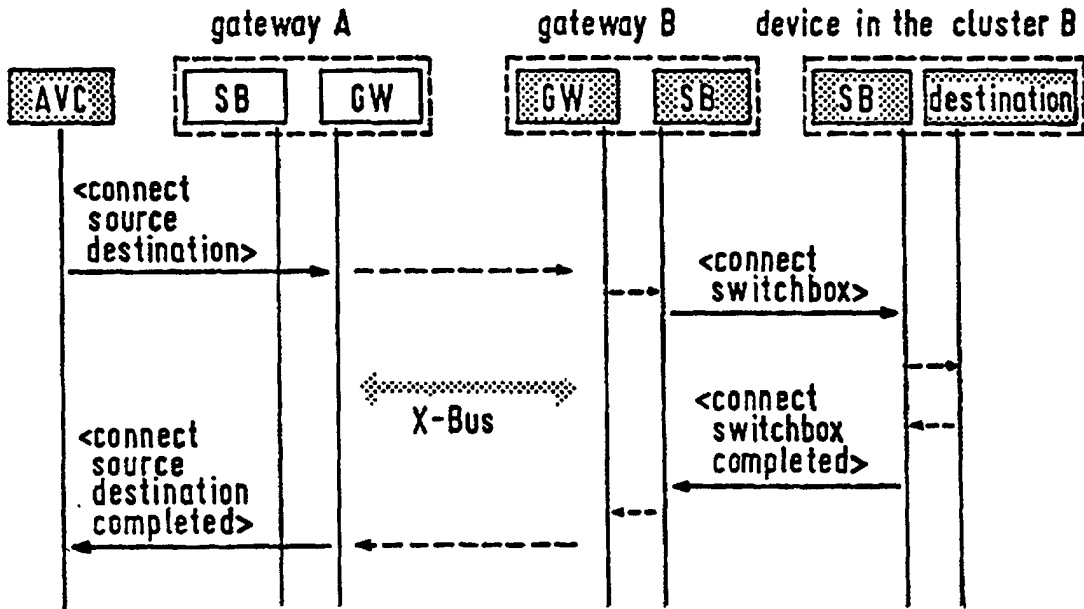 gateway A
gateway B
device in the cluster B
AVC
SB
GW
GW
SB
SB
destination
<connect
source
destination>
<connect
switchbox>
X-Bus
<connect
switchbox
completed>
<connect
source
destination
completed>